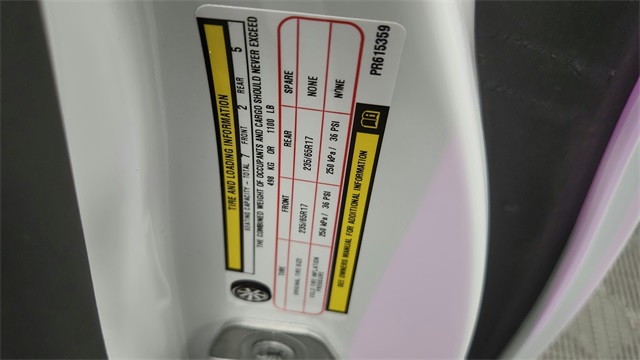 TIRE AND LOADING INFORMATION
SEATING CAPACITY - TOTAL 7 FRONT 2 REAR 5
THE COMBINED WEIGHT OF OCCUPANTS AND CARGO SHOULD NEVER EXCEED
498 KG OR 1100 LB
TIRE FRONT REAR SPARE
ORIGINAL TIRE SIZE 235/65R17 235/65R17 NONE
COLD TIRE INFLATION PRESSURE 250 kPa / 36 PSI 250 kPa / 36 PSI NONE
SEE OWNERS MANUAL FOR ADDITIONAL INFORMATION
PR615359